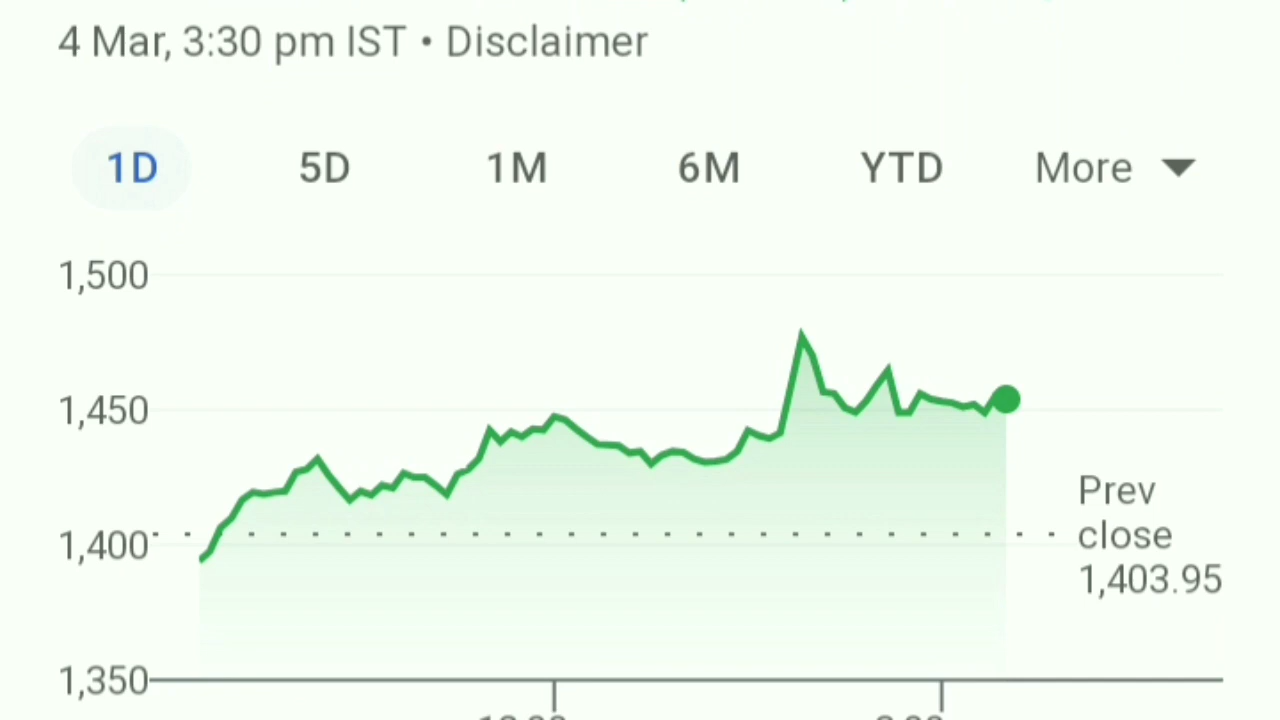 4 Mar, 3:30 pm IST • Disclaimer
1D 5D 1M 6M YTD More
1,500
1,450
1,400
1,350
Prev
close
1,403.95